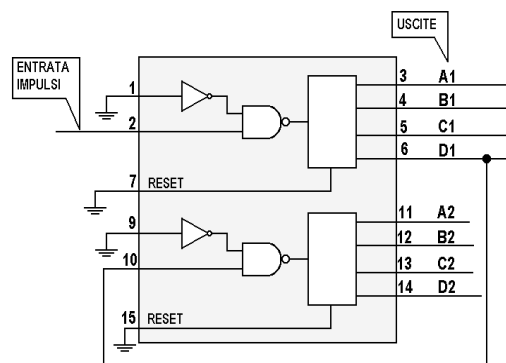 USCITE
ENTRATA
IMPULSI
1
2
3 A1
4 B1
5 C1
6 D1
7 RESET
9
10
11 A2
12 B2
13 C2
14 D2
15 RESET